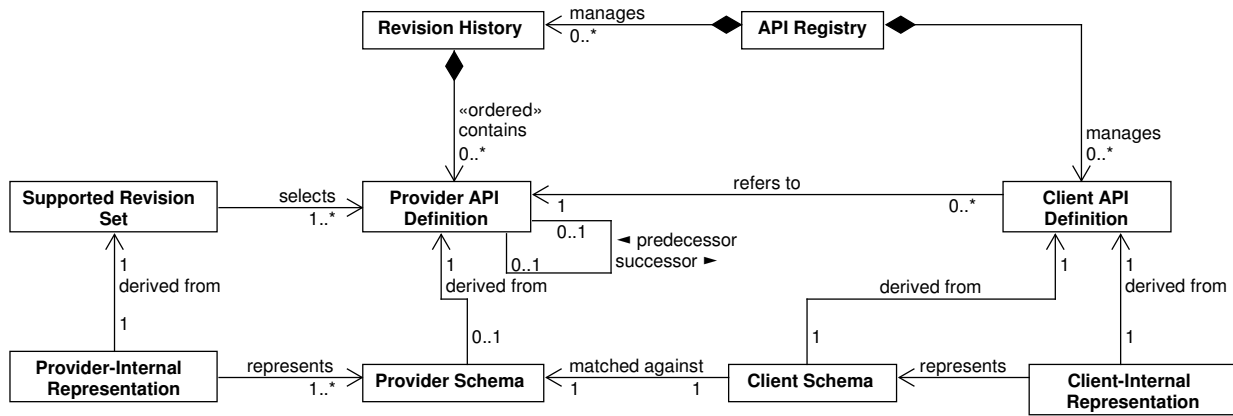 Revision History
manages
0..*
API Registry
«ordered»
contains
0..*
manages
0..*
Supported Revision
Set
selects
1..*
Provider API
Definition
refers to
1
0..*
Client API
Definition
0..1
◄ predecessor
0..1
successor ►
1
derived from
1
1
derived from
0..1
1
derived from
1
1
derived from
1
Provider-Internal
Representation
represents
1..*
Provider Schema
matched against
1
1
Client Schema
represents
Client-Internal
Representation